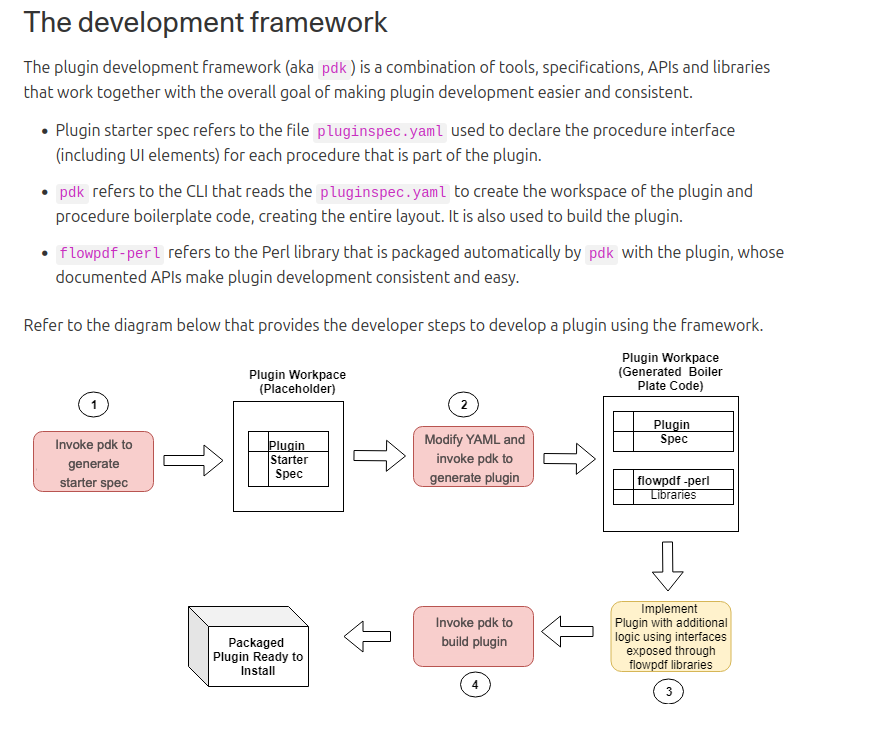 The development framework
The plugin development framework (aka pdk ) is a combination of tools, specifications, APIs and libraries
that work together with the overall goal of making plugin development easier and consistent.
• Plugin starter spec refers to the file pluginspec.yaml used to declare the procedure interface
(including UI elements) for each procedure that is part of the plugin.
• pdk refers to the CLI that reads the pluginspec.yaml to create the workspace of the plugin and
procedure boilerplate code, creating the entire layout. It is also used to build the plugin.
• flowpdf-perl refers to the Perl library that is packaged automatically by pdk with the plugin, whose
documented APIs make plugin development consistent and easy.
Refer to the diagram below that provides the developer steps to develop a plugin using the framework.
1
Invoke pdk to
generate
starter spec
Plugin Workpace
(Placeholder)
Plugin
Starter
Spec
2
Modify YAML and
invoke pdk to
generate plugin
Plugin Workspace
(Generated Boiler
Plate Code)
Plugin
Spec
flowpdf -perl
Libraries
Implement
Plugin with additional
logic using interfaces
exposed through
flowpdf libraries
3
Invoke pdk to
build plugin
4
Packaged
Plugin Ready to
Install